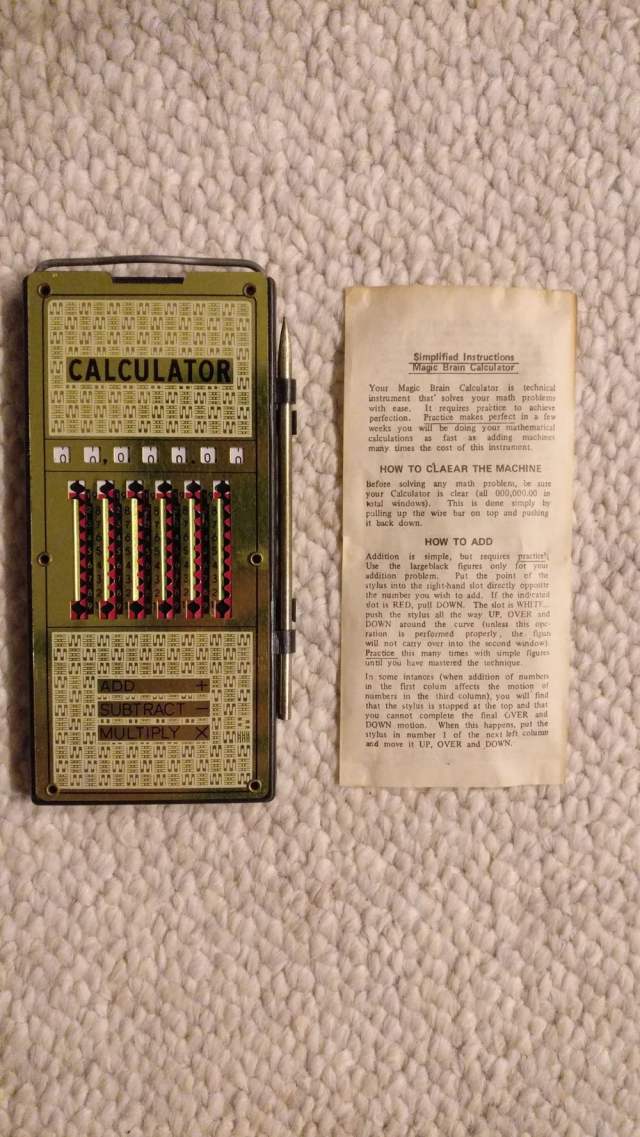 CALCULATOR
0 0,0 0 0.0 0
ADD +
SUBTRACT −
MULTIPLY X
Simplified Instructions
Magic Brain Calculator
Your Magic Brain Calculator is technical
instrument that' solves your math problems
with ease. It requires practice to achieve
perfection. Practice makes perfect in a few
weeks you will be doing your mathematical
calculations as fast as adding machines
many times the cost of this instrument.
HOW TO CLAEAR THE MACHINE
Before solving any math problem, be sure
your Calculator is clear (all 000,000.00 in
total windows). This is done simply by
pulling up the wire bar on top and pushing
it back down.
HOW TO ADD
Addition is simple, but requires practice!
Use the largeblack figures only for your
addition problem. Put the point of the
stylus into the right-hand slot directly opposite
the number you wish to add. If the indicated
slot is RED, pull DOWN. The slot is WHITE...
push the stylus all the way UP, OVER and
DOWN around the curve (unless this ope-
ration is performed properly, the figun
will not carry over into the second window).
Practice this many times with simple figures
until you have mastered the technique.
In some intances (when addition of numbers
in the first colum affects the motion of
numbers in the third column), you will find
that the stylus is stopped at the top and that
you cannot complete the final OVER and
DOWN motion. When this happens, put the
stylus in number 1 of the next left column
and move it UP, OVER and DOWN.